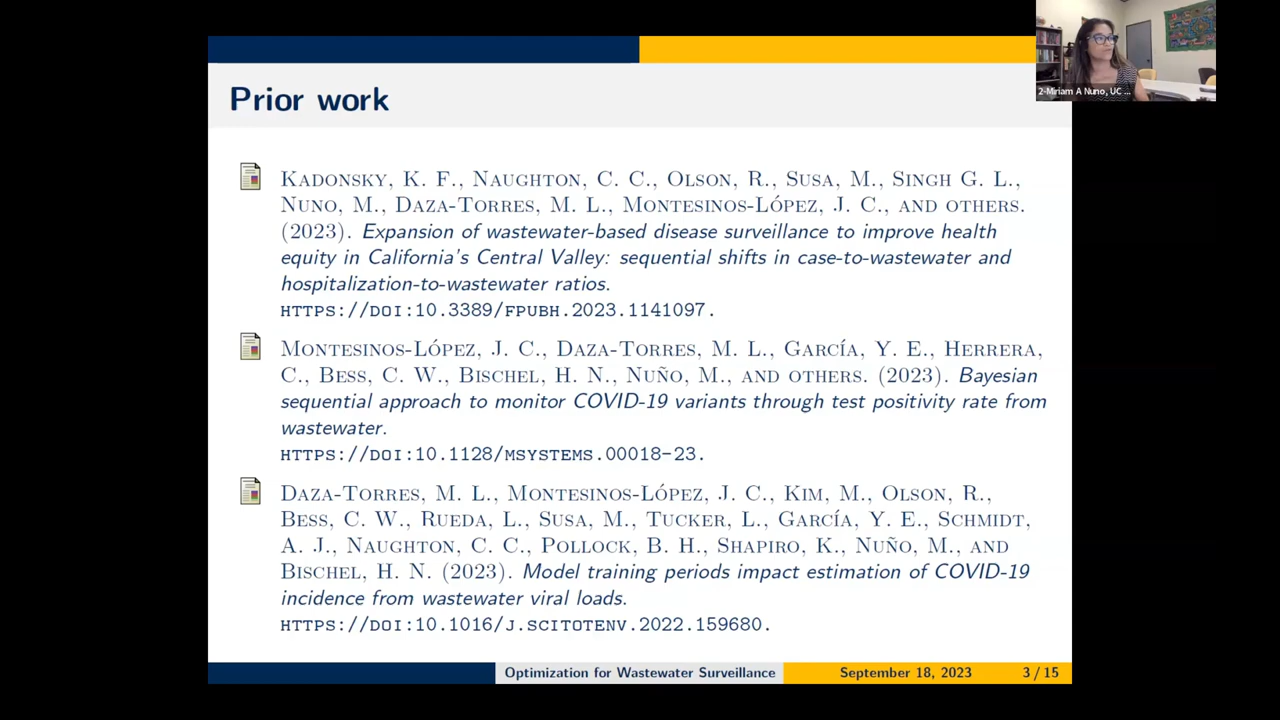 2-Miriam A Nuno, UC ...
Prior work
KADONSKY, K. F., NAUGHTON, C. C., OLSON, R., SUSA, M., SINGH G. L.,
NUNO, M., DAZA-TORRES, M. L., MONTESINOS-LÓPEZ, J. C., AND OTHERS.
(2023). Expansion of wastewater-based disease surveillance to improve health
equity in California's Central Valley: sequential shifts in case-to-wastewater and
hospitalization-to-wastewater ratios.
HTTPS://DOI:10.3389/FPUBH.2023.1141097.
MONTESINOS-LÓPEZ, J. C., DAZA-TORRES, M. L., GARCÍA, Y. E., HERRERA,
C., BESS, C. W., BISCHEL, H. N., NUÑO, M., AND OTHERS. (2023). Bayesian
sequential approach to monitor COVID-19 variants through test positivity rate from
wastewater.
HTTPS://DOI:10.1128/MSYSTEMS.00018-23.
DAZA-TORRES, M. L., MONTESINOS-LÓPEZ, J. C., KIM, M., OLSON, R.,
BESS, C. W., RUEDA, L., SUSA, M., TUCKER, L., GARCÍA, Y. E., SCHMIDT,
A. J., NAUGHTON, C. C., POLLOCK, B. H., SHAPIRO, K., NUÑO, M., AND
BISCHEL, H. N. (2023). Model training periods impact estimation of COVID-19
incidence from wastewater viral loads.
HTTPS://DOI:10.1016/J.SCITOTENV.2022.159680.
Optimization for Wastewater Surveillance September 18, 2023 3 / 15